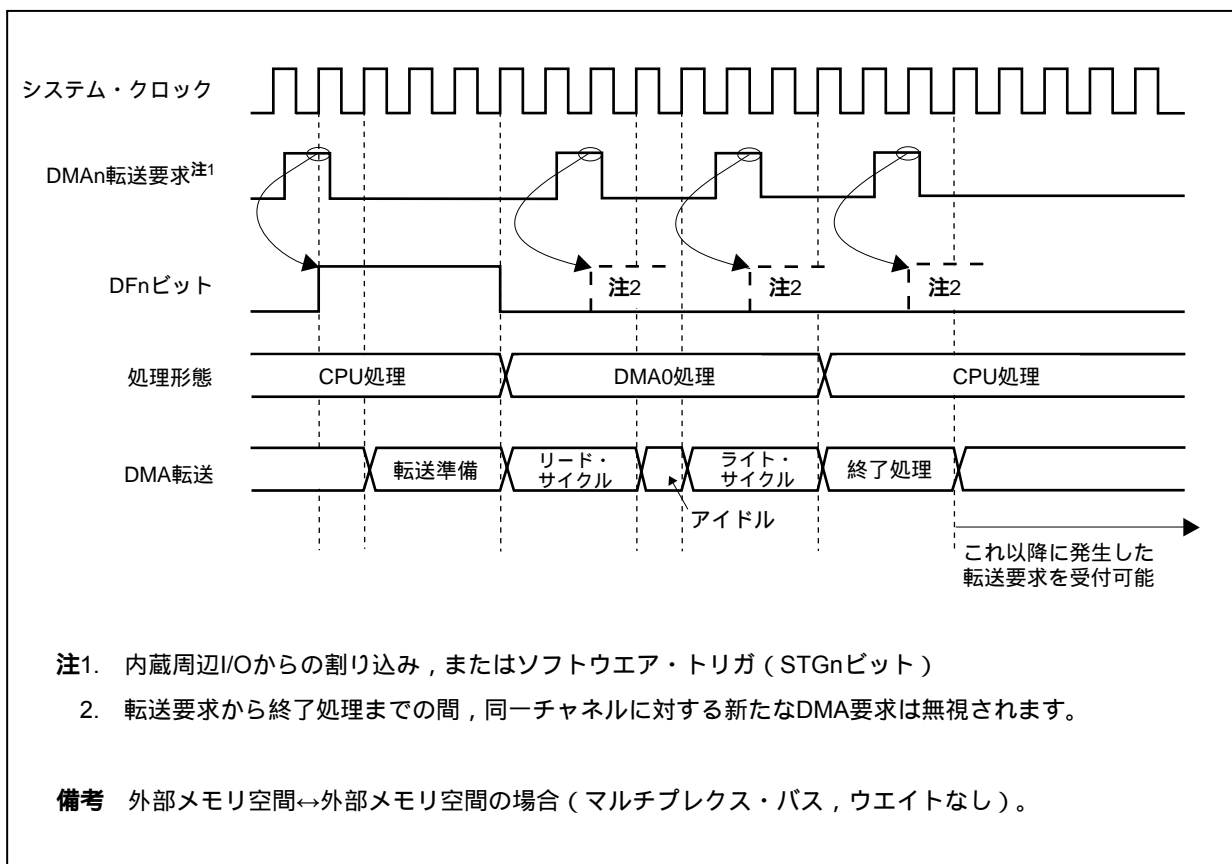 システム・クロック
DMAn転送要求注1
DFnビット
注2
注2
注2
処理形態
CPU処理
DMA0処理
CPU処理
DMA転送
転送準備
リード・
サイクル
ライト・
サイクル
終了処理
アイドル
これ以降に発生した
転送要求を受付可能
注1. 内蔵周辺I/Oからの割り込み,またはソフトウエア・トリガ(STGnビット)
2. 転送要求から終了処理までの間,同一チャネルに対する新たなDMA要求は無視されます。
備考 外部メモリ空間↔外部メモリ空間の場合(マルチプレクス・バス,ウエイトなし)。